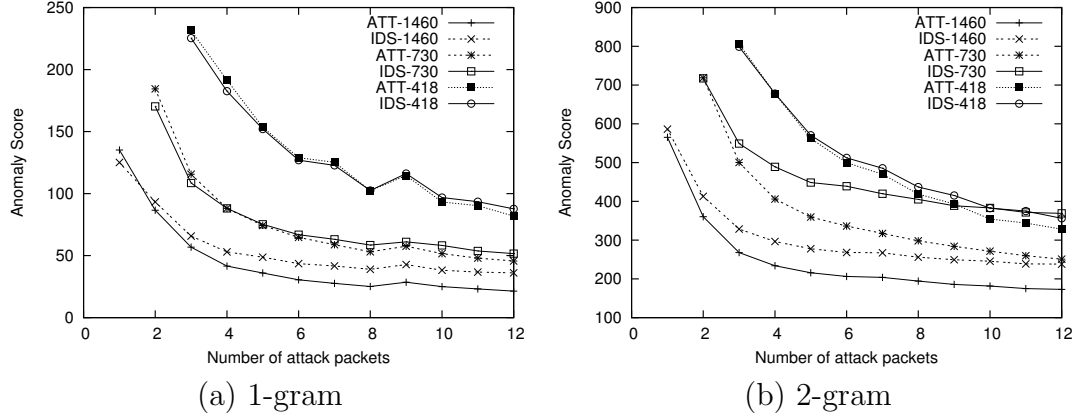 250
200
150
100
50
0
Anomaly Score
0 2 4 6 8 10 12
Number of attack packets
ATT-1460
IDS-1460
ATT-730
IDS-730
ATT-418
IDS-418
(a) 1-gram
900
800
700
600
500
400
300
200
100
Anomaly Score
0 2 4 6 8 10 12
Number of attack packets
ATT-1460
IDS-1460
ATT-730
IDS-730
ATT-418
IDS-418
(b) 2-gram